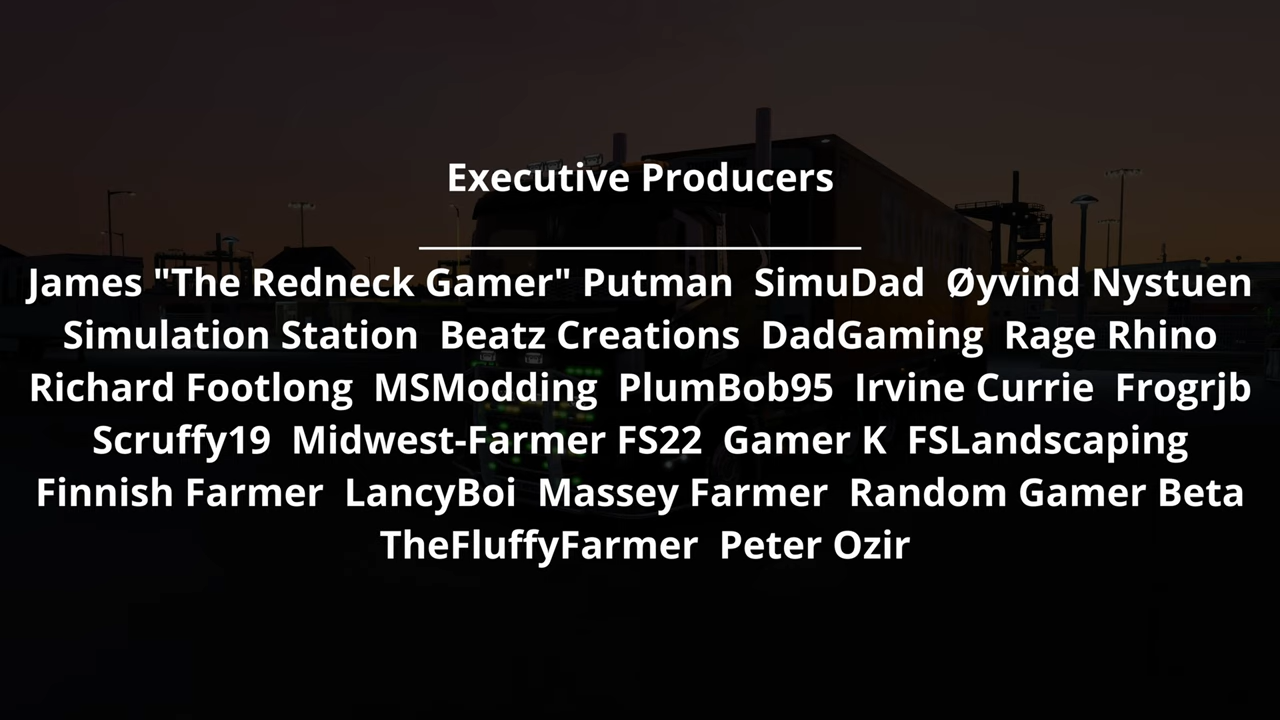 Executive Producers
James "The Redneck Gamer" Putman SimuDad Øyvind Nystuen
Simulation Station Beatz Creations DadGaming Rage Rhino
Richard Footlong MSModding PlumBob95 Irvine Currie Frogrjb
Scruffy19 Midwest-Farmer FS22 Gamer K FSLandscaping
Finnish Farmer LancyBoi Massey Farmer Random Gamer Beta
TheFluffyFarmer Peter Ozir